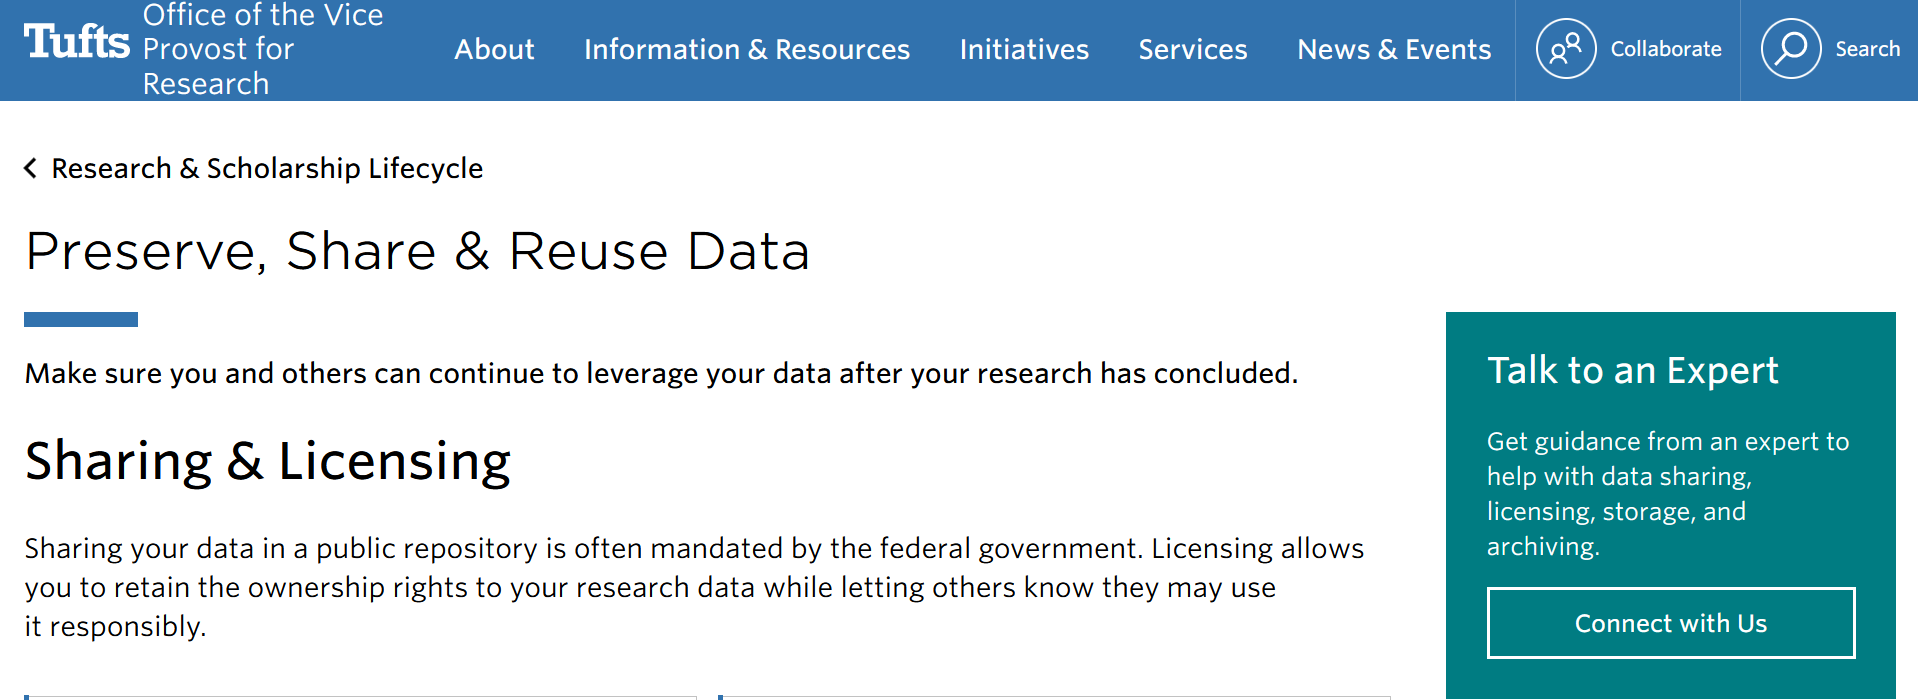 Tufts
Office of the Vice
Provost for
Research
About
Information & Resources
Initiatives
Services
News & Events
Collaborate
Search
Research & Scholarship Lifecycle
Preserve, Share & Reuse Data
Make sure you and others can continue to leverage your data after your research has concluded.
Sharing & Licensing
Sharing your data in a public repository is often mandated by the federal government. Licensing allows
you to retain the ownership rights to your research data while letting others know they may use
it responsibly.
Talk to an Expert
Get guidance from an expert to
help with data sharing,
licensing, storage, and
archiving.
Connect with Us